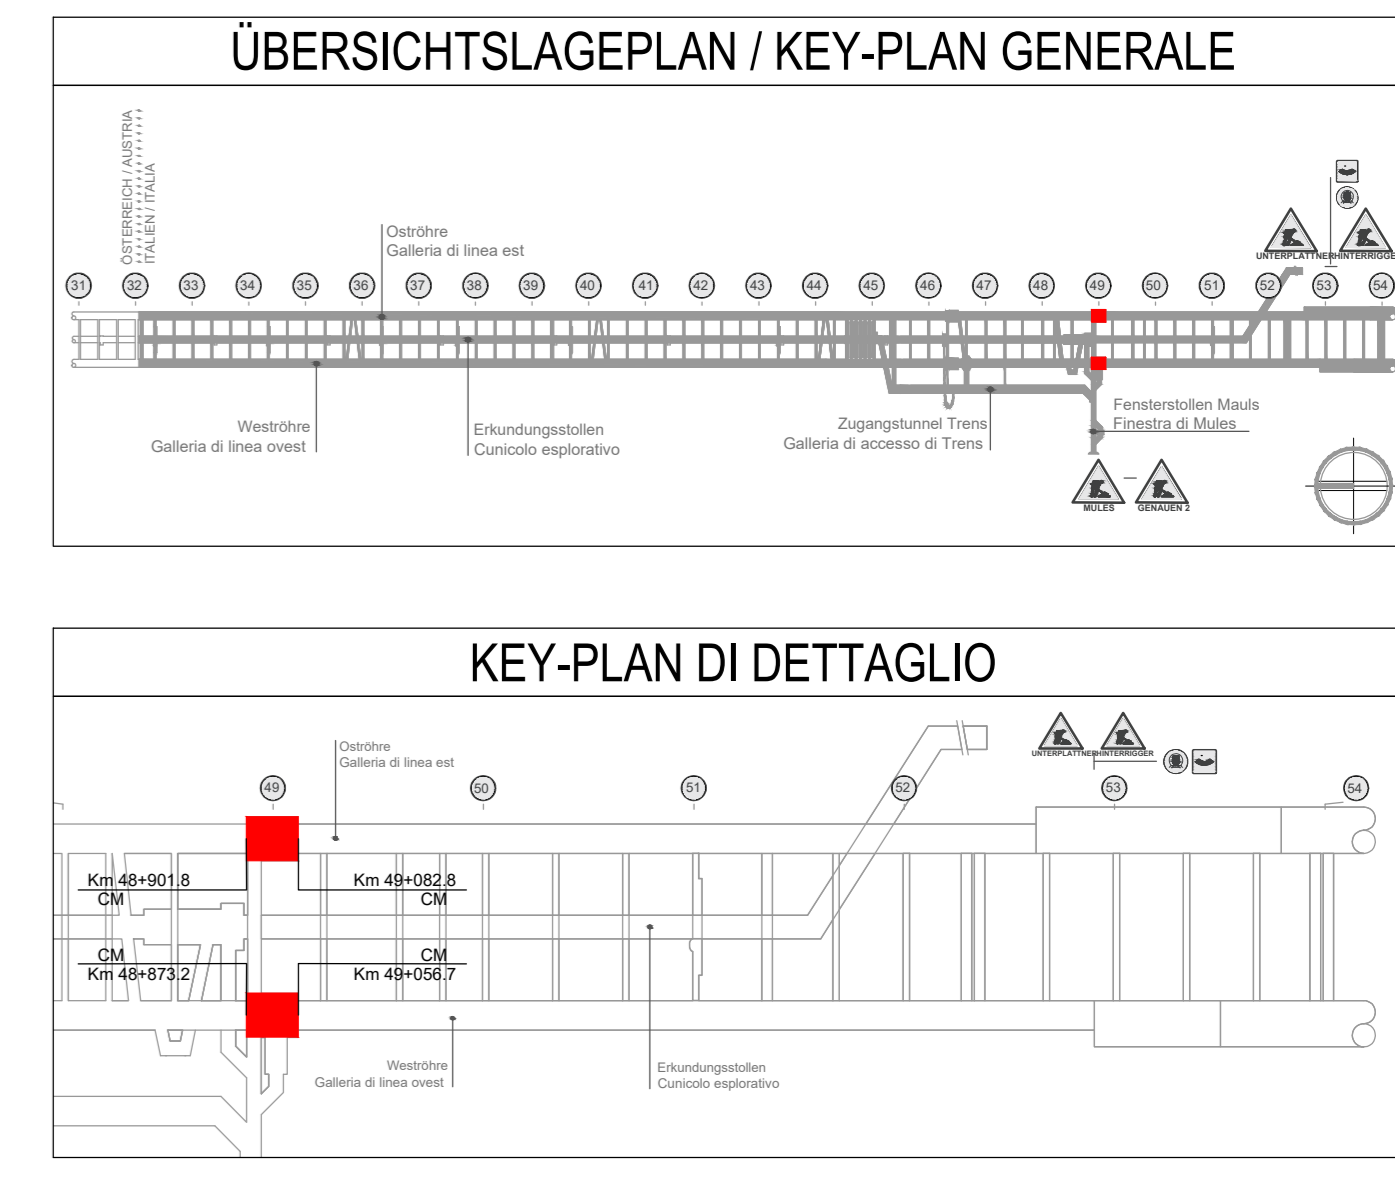 ÜBERSICHTSLAGEPLAN / KEY-PLAN GENERALE
ÖSTERREICH / AUSTRIA
ITALIEN / ITALIA
Oströhre
Galleria di linea est
UNTERPLATTNER
HINTERRIGGER
31 32 33 34 35 36 37 38 39 40 41 42 43 44 45 46 47 48 49 50 51 52 53 54
Weströhre
Galleria di linea ovest
Erkundungsstollen
Cunicolo esplorativo
Zugangstunnel Trens
Galleria di accesso di Trens
Fensterstollen Mauls
Finestra di Mules
MULES
GENAUEN 2
KEY-PLAN DI DETTAGLIO
Oströhre
Galleria di linea est
UNTERPLATTNER
HINTERRIGGER
49 50 51 52 53 54
Km 48+901.8
CM
Km 49+082.8
CM
CM
Km 48+873.2
CM
Km 49+056.7
Weströhre
Galleria di linea ovest
Erkundungsstollen
Cunicolo esplorativo